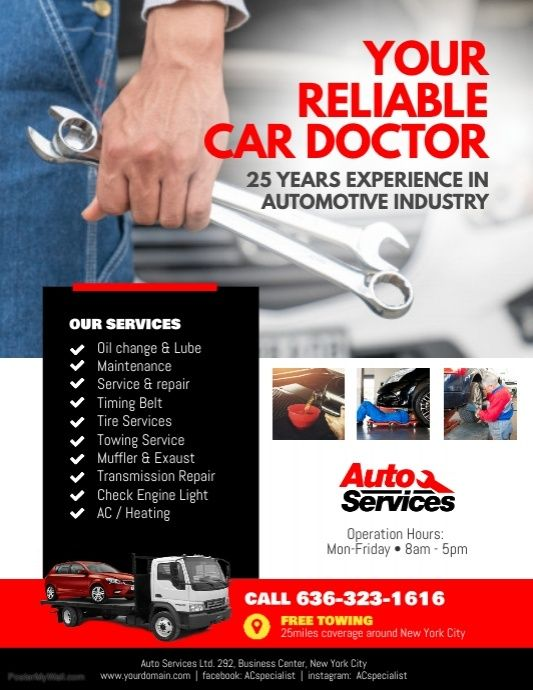 YOUR
RELIABLE
CAR DOCTOR
25 YEARS EXPERIENCE IN
AUTOMOTIVE INDUSTRY
OUR SERVICES
Oil change & Lube
Maintenance
Service & repair
Timing Belt
Tire Services
Towing Service
Muffler & Exaust
Transmission Repair
Check Engine Light
AC / Heating
Auto
Services
Operation Hours:
Mon-Friday • 8am - 5pm
CALL 636-323-1616
FREE TOWING
25miles coverage around New York City
Auto Services Ltd. 292, Business Center, New York City
www.yourdomain.com | facebook: ACspecialist | instagram: ACspecialist
PosterMyWall.com